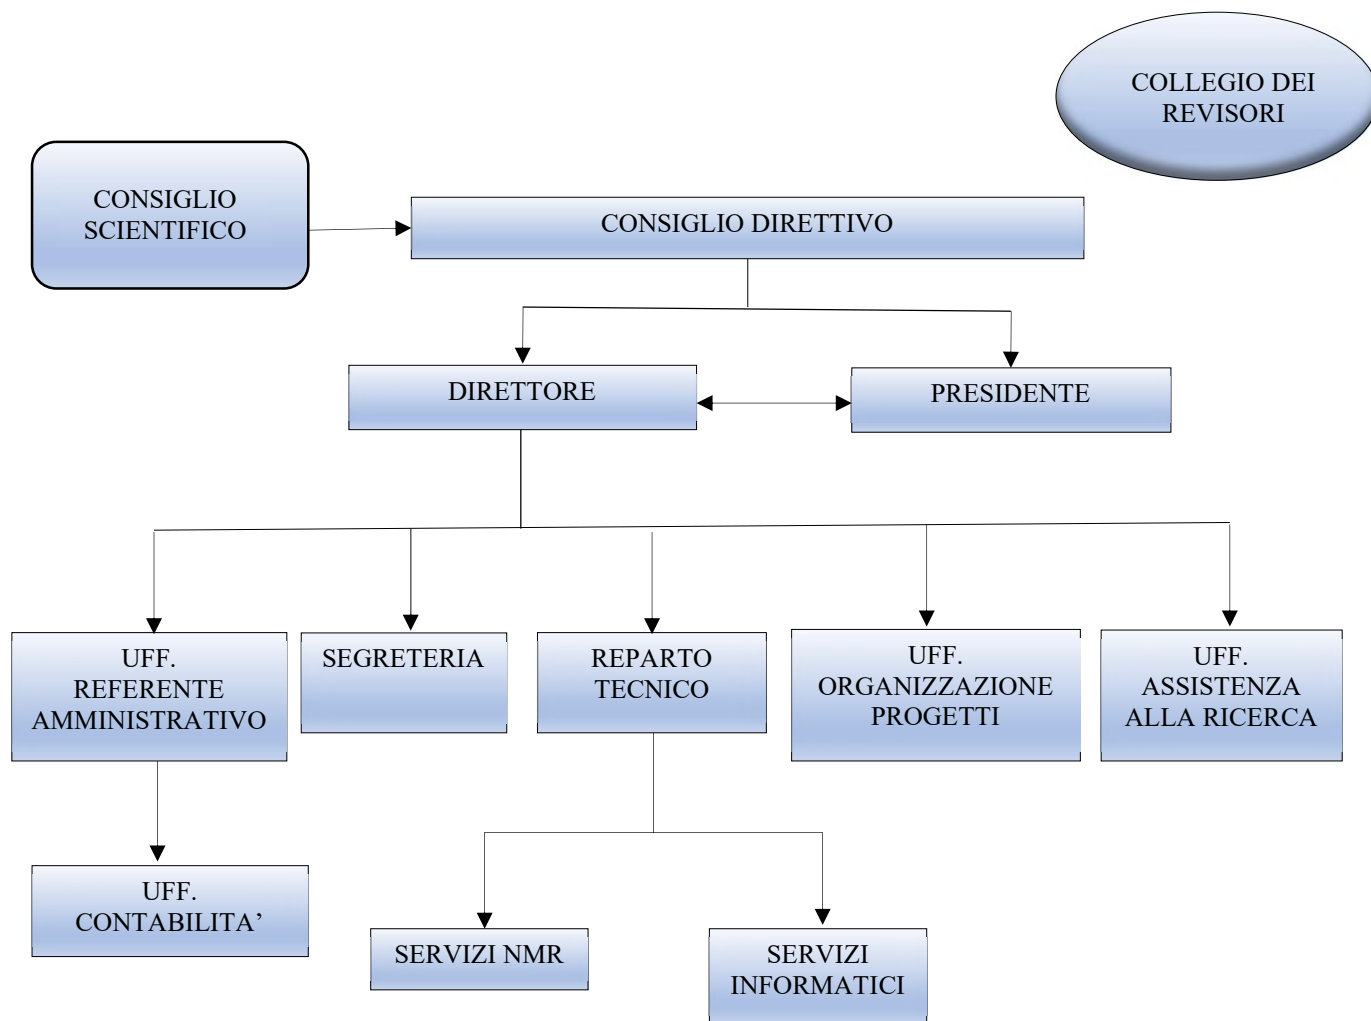 COLLEGIO DEI
REVISORI
CONSIGLIO
SCIENTIFICO
CONSIGLIO DIRETTIVO
DIRETTORE
PRESIDENTE
UFF.
REFERENTE
AMMINISTRATIVO
SEGRETERIA
REPARTO
TECNICO
UFF.
ORGANIZZAZIONE
PROGETTI
UFF.
ASSISTENZA
ALLA RICERCA
UFF.
CONTABILITA’
SERVIZI NMR
SERVIZI
INFORMATICI